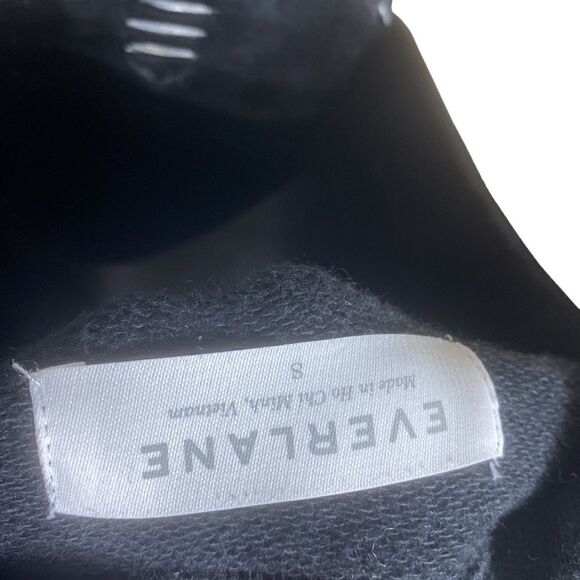 EVERLANE
Made in Ho Chi Minh, Vietnam
S